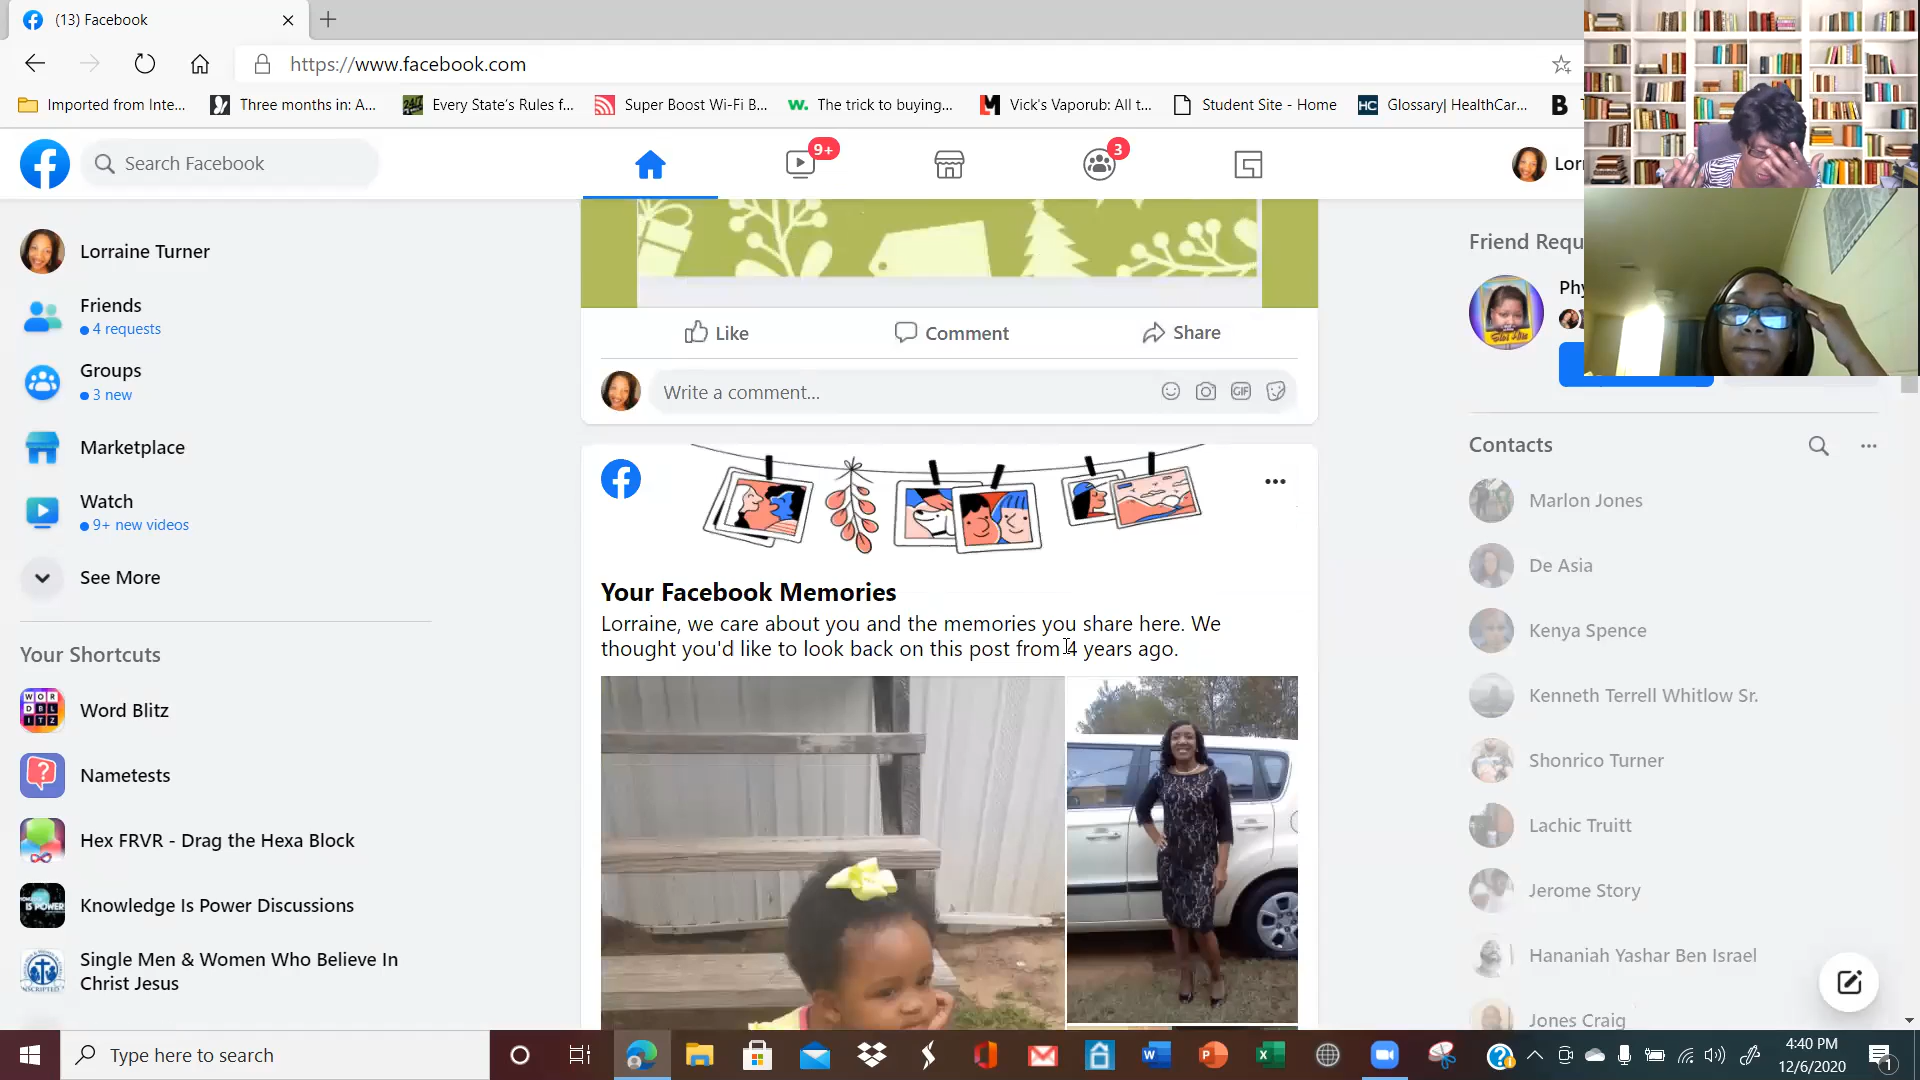 (13) Facebook
https://www.facebook.com
Imported from Inte...
Three months in: A...
Every State's Rules f...
Super Boost Wi-Fi B...
The trick to buying...
Vick's Vaporub: All t...
Student Site - Home
Glossary| HealthCar...
Search Facebook
9+
3
Lorraine Turner
Friends
4 requests
Groups
3 new
Marketplace
Watch
9+ new videos
See More
Your Shortcuts
Word Blitz
Nametests
Hex FRVR - Drag the Hexa Block
Knowledge Is Power Discussions
Single Men & Women Who Believe In
Christ Jesus
Like
Comment
Share
Write a comment...
GIF
Your Facebook Memories
Lorraine, we care about you and the memories you share here. We
thought you'd like to look back on this post from 4 years ago.
Contacts
Marlon Jones
De Asia
Kenya Spence
Kenneth Terrell Whitlow Sr.
Shonrico Turner
Lachic Truitt
Jerome Story
Hananiah Yashar Ben Israel
Jones Craig
Type here to search
4:40 PM
12/6/2020
1